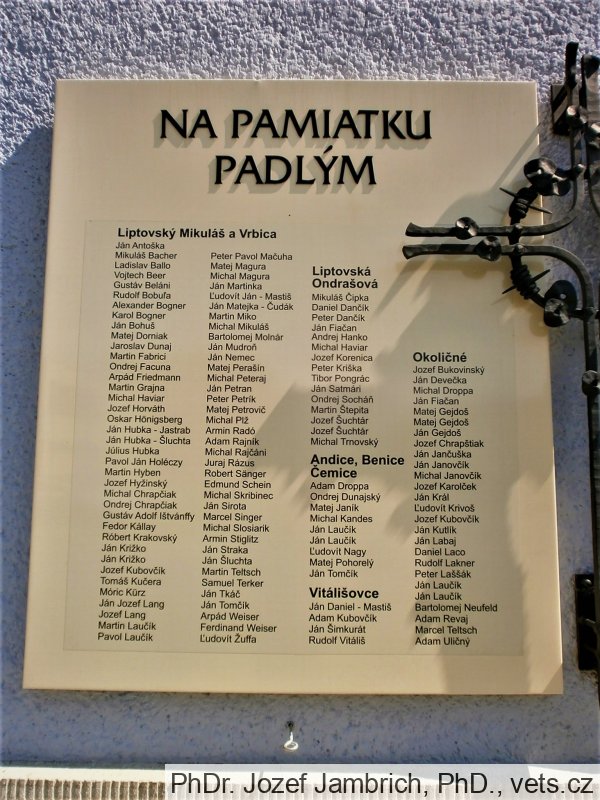 NA PAMIATKU
PADLÝM
Liptovský Mikuláš a Vrbica
Ján Antoška
Mikuláš Bacher
Ladislav Ballo
Vojtech Beer
Gustáv Beláni
Rudolf Bobuľa
Alexander Bogner
Karol Bogner
Ján Bohuš
Matej Dorniak
Jaroslav Dunaj
Martin Fabrici
Ondrej Facuna
Arpád Friedmann
Martin Grajna
Michal Haviar
Jozef Horváth
Oskar Hönigsberg
Ján Hubka - Jastrab
Ján Hubka - Šluchta
Július Hubka
Pavol Ján Holéczy
Martin Hyben
Jozef Hyžinský
Michal Chrapčiak
Ondrej Chrapčiak
Gustáv Adolf Ištvánffy
Fedor Kállay
Róbert Krakovský
Ján Križko
Ján Križko
Jozef Kubovčík
Tomáš Kučera
Móric Kürz
Ján Jozef Lang
Jozef Lang
Martin Laučík
Pavol Laučík
Peter Pavol Mačuha
Matej Magura
Michal Magura
Ján Martinka
Ľudovít Ján - Mastiš
Ján Matejka - Čudák
Martin Miko
Michal Mikuláš
Bartolomej Molnár
Ján Mudroň
Ján Nemec
Matej Perašín
Michal Peteraj
Ján Petran
Peter Petrík
Matej Petrovič
Michal Plž
Armín Radó
Adam Rajník
Michal Rajčáni
Juraj Rázus
Robert Sänger
Edmund Schein
Michal Skribinec
Ján Sirota
Marcel Singer
Michal Slosiarik
Armin Stiglitz
Ján Straka
Ján Šluchta
Martin Teltsch
Samuel Terker
Ján Tkáč
Ján Tomčík
Arpád Weiser
Ferdinand Weiser
Ľudovít Žuffa
Liptovská
Ondrašová
Mikuláš Čipka
Daniel Dančík
Peter Dančík
Ján Fiačan
Andrej Hanko
Michal Haviar
Jozef Korenica
Peter Kriška
Tibor Pongrác
Ján Satmári
Ondrej Socháň
Martin Štepita
Jozef Šuchtár
Jozef Šuchtár
Michal Trnovský
Andice, Benice
Čemice
Adam Droppa
Ondrej Dunajský
Matej Janík
Michal Kandes
Ján Laučík
Ján Laučík
Ľudovít Nagy
Matej Pohorelý
Ján Tomčík
Vitálišovce
Ján Daniel - Mastiš
Adam Kubovčík
Ján Šimkurát
Rudolf Vitáliš
Okoličné
Jozef Bukovinský
Ján Devečka
Michal Droppa
Ján Fiačan
Matej Gejdoš
Matej Gejdoš
Ján Gejdoš
Jozef Chrapštiak
Ján Jančuška
Ján Janovčík
Michal Janovčík
Jozef Karolček
Ján Kráľ
Ľudovít Krivoš
Jozef Kubovčík
Ján Kutlík
Ján Labaj
Daniel Laco
Rudolf Lakner
Peter Laššák
Ján Laučík
Ján Laučík
Bartolomej Neufeld
Adam Revaj
Marcel Teltsch
Adam Uličný
PhDr. Jozef Jambrich, PhD., vets.cz